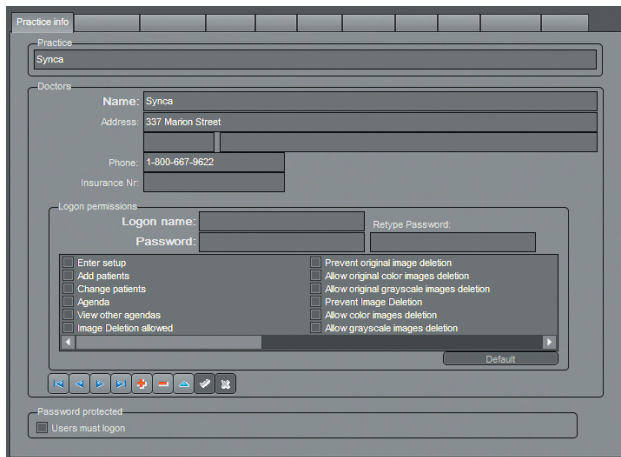 Practice info
Practice
Synca
Doctors
Name: Synca
Address: 337 Marion Street
Phone: 1-800-667-9622
Insurance Nr:
Logon permissions
Logon name:
Retype Password:
Password:
Enter setup
Prevent original image deletion
Add patients
Allow original color images deletion
Change patients
Allow original grayscale images deletion
Agenda
Prevent Image Deletion
View other agendas
Allow color images deletion
Image Deletion allowed
Allow grayscale images deletion
Default
Password protected
Users must logon